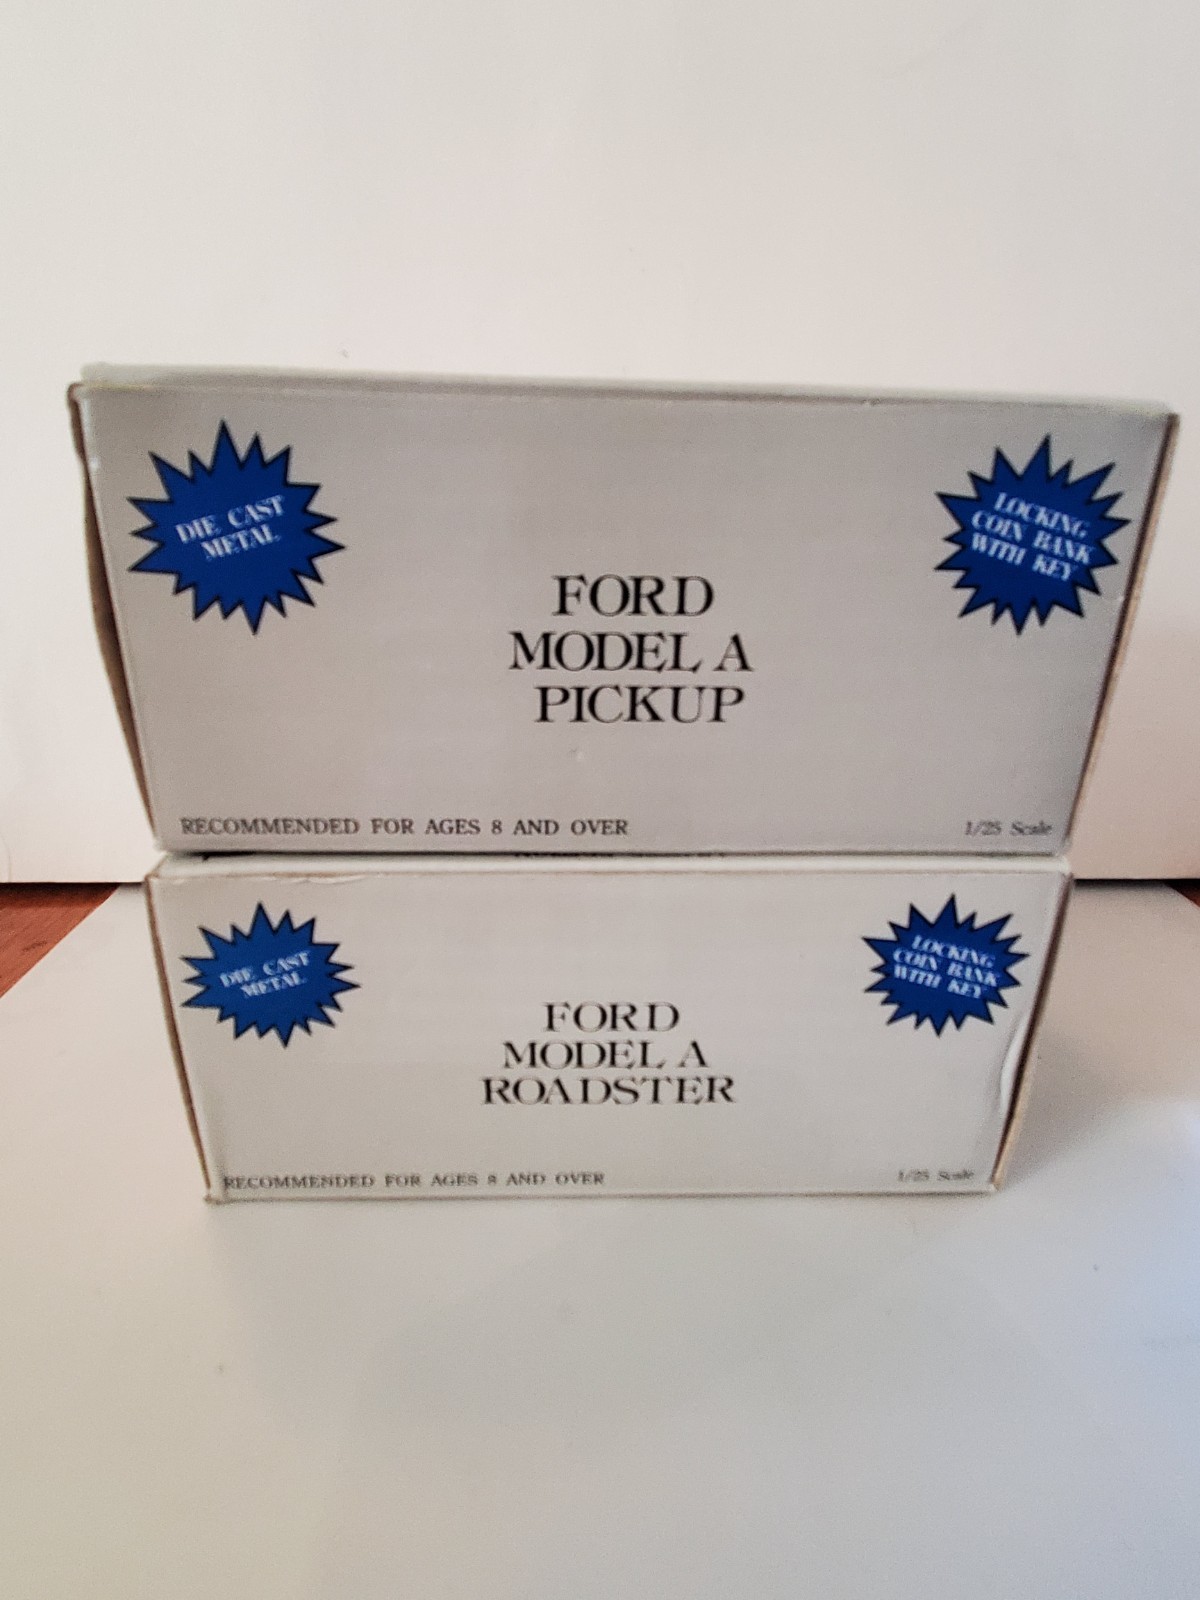 DIE CAST
METAL
LOCKING
COIN BANK
WITH KEY
FORD
MODEL A
PICKUP
RECOMMENDED FOR AGES 8 AND OVER
1/25 Scale
DIE CAST
METAL
LOCKING
COIN BANK
WITH KEY
FORD
MODEL A
ROADSTER
RECOMMENDED FOR AGES 8 AND OVER
1/25 Scale